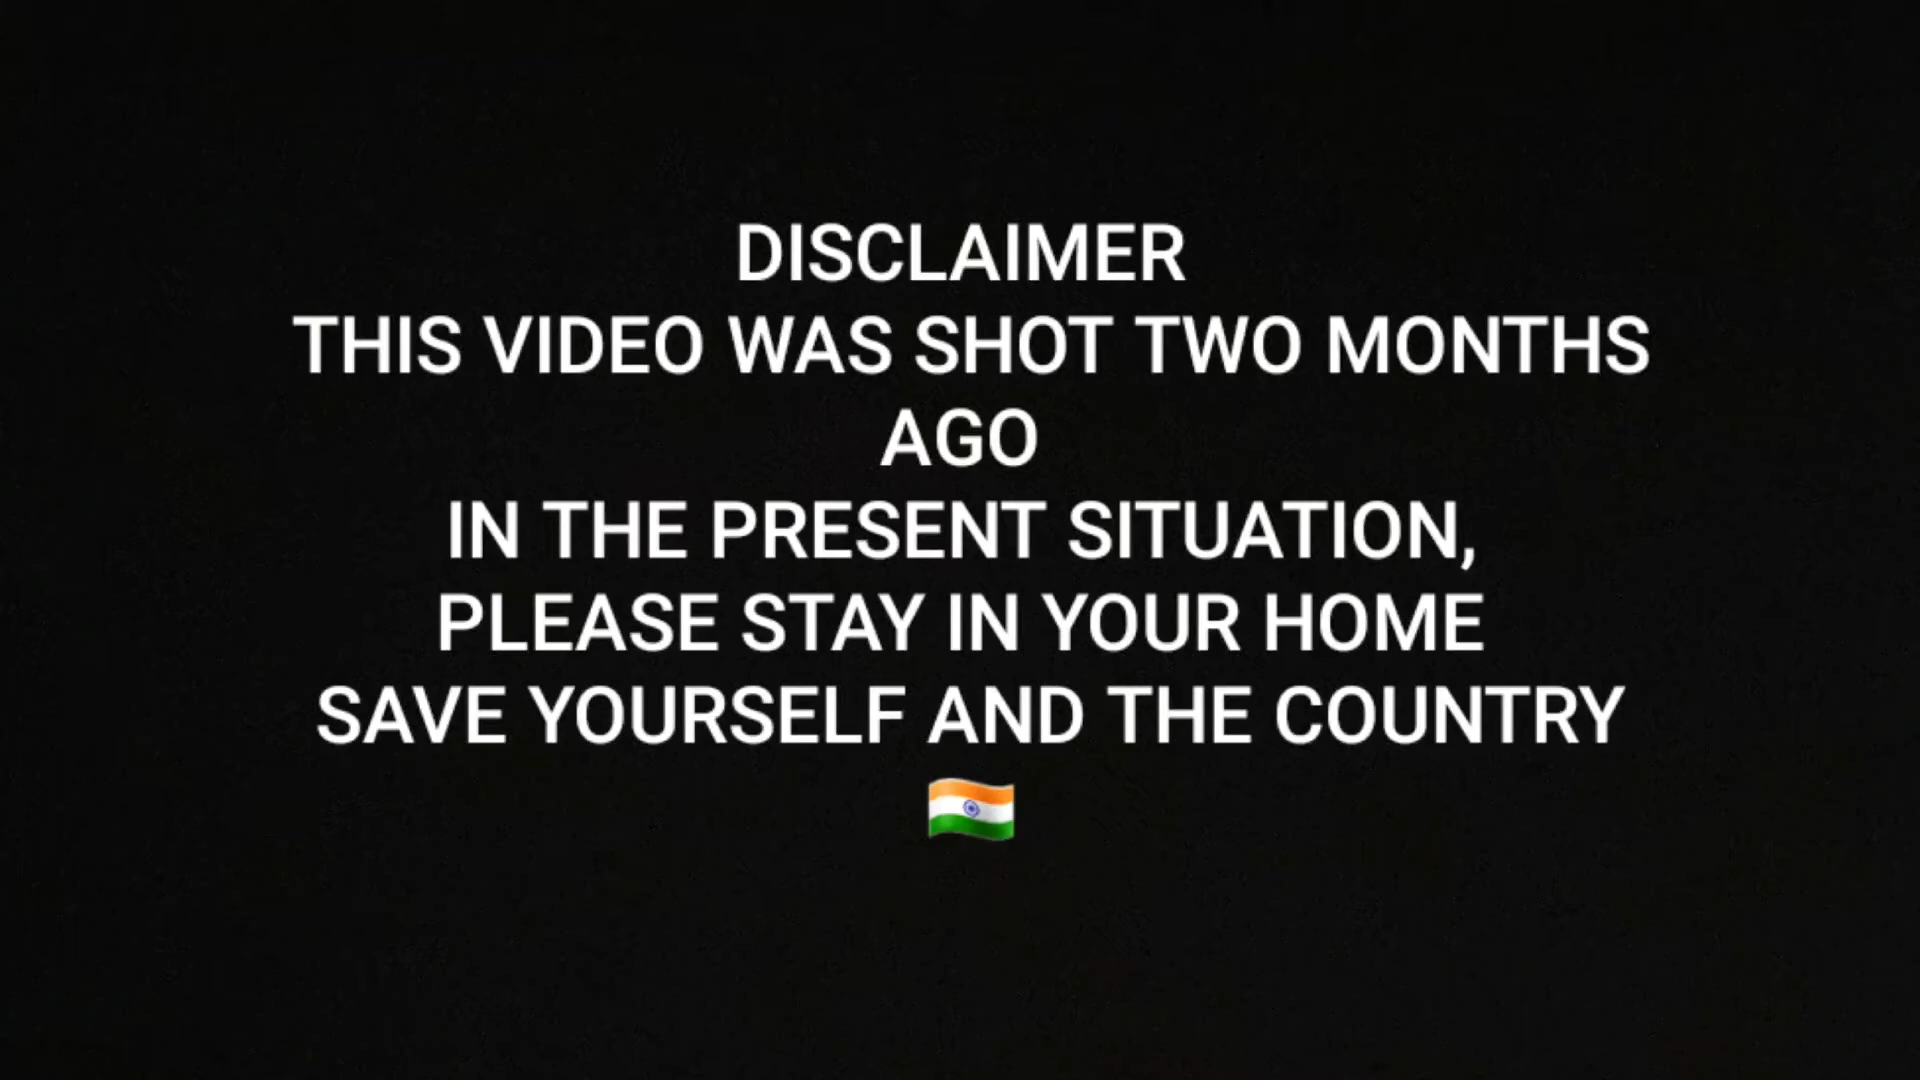 DISCLAIMER
THIS VIDEO WAS SHOT TWO MONTHS
AGO
IN THE PRESENT SITUATION,
PLEASE STAY IN YOUR HOME
SAVE YOURSELF AND THE COUNTRY
🇮🇳